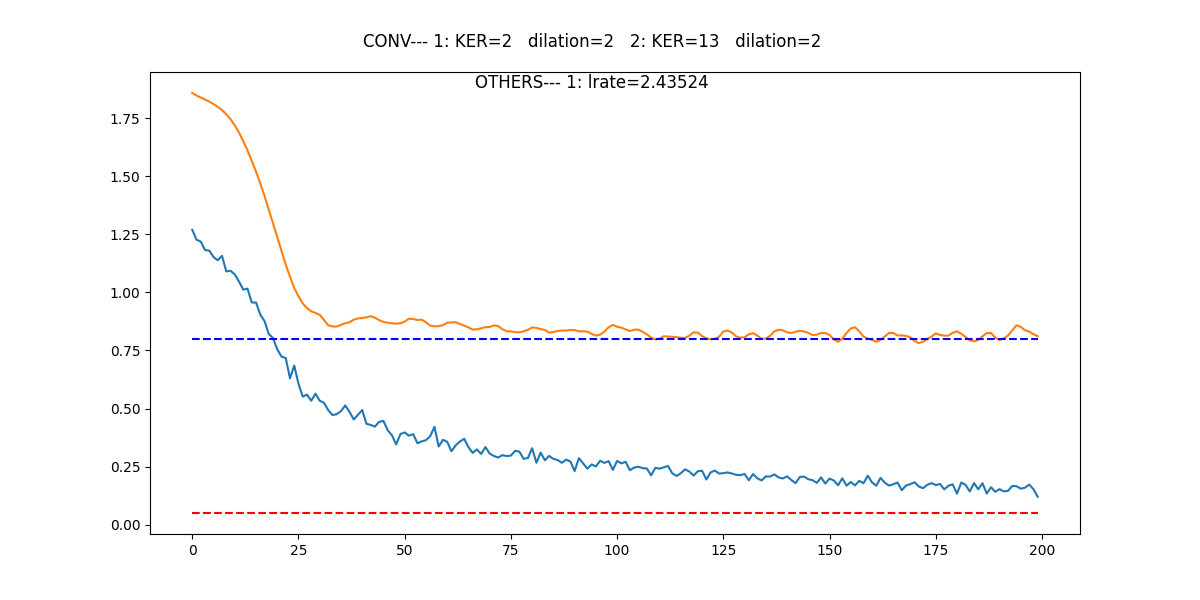 CONV--- 1: KER=2   dilation=2   2: KER=13   dilation=2
OTHERS--- 1: lrate=2.43524
1.75
1.50
1.25
1.00
0.75
0.50
0.25
0.00
0 25 50 75 100 125 150 175 200